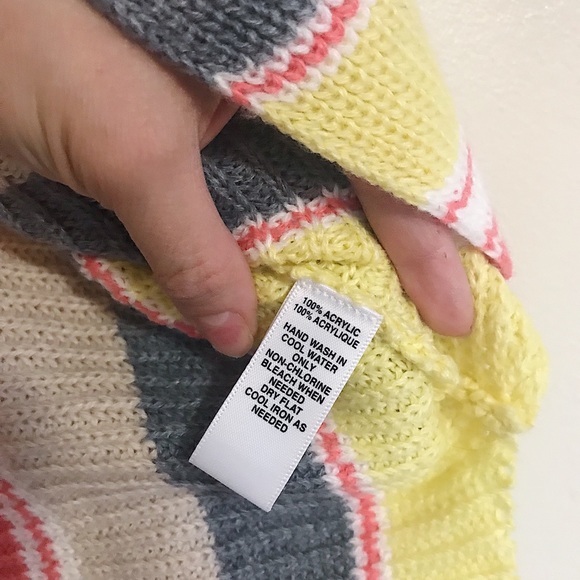 100% ACRYLIC
100% ACRYLIQUE
HAND WASH IN
COOL WATER
ONLY
NON-CHLORINE
BLEACH WHEN
NEEDED
DRY FLAT
COOL IRON AS
NEEDED